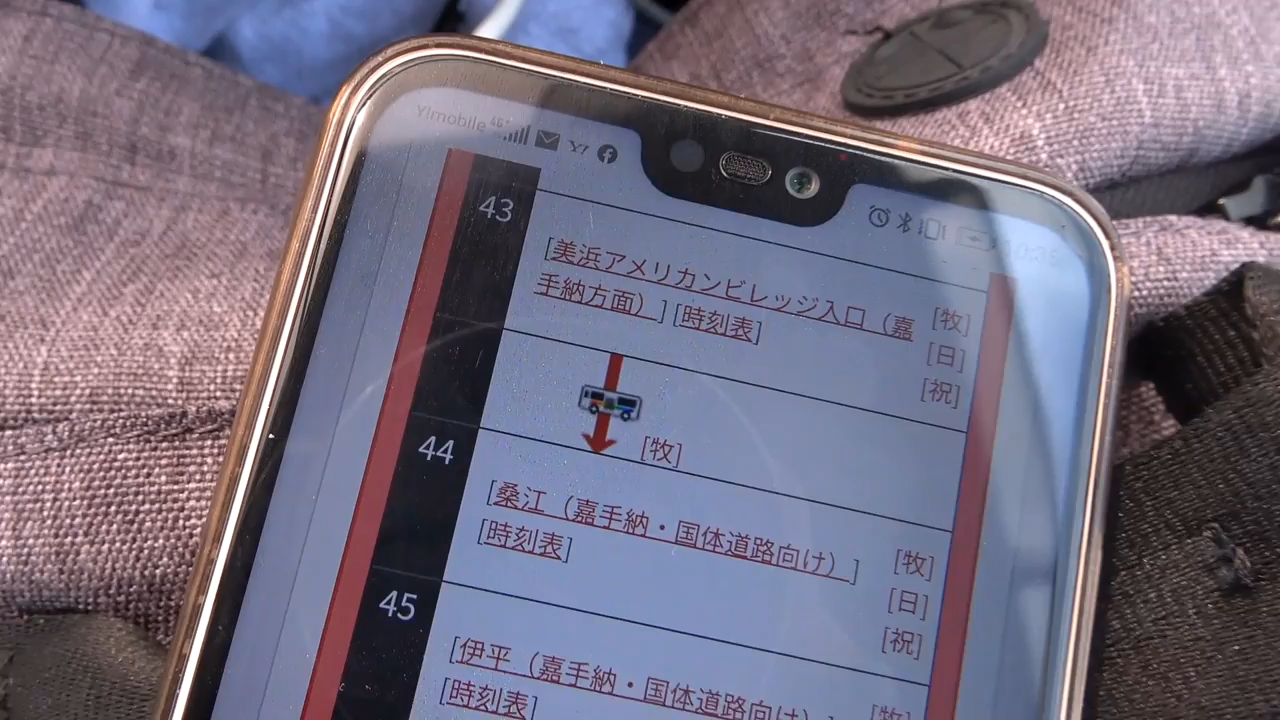 Y!mobile 4G
43
[美浜アメリカンビレッジ入口（嘉
手納方面）] [時刻表]
[牧]
[日]
[祝]
[牧]
44
[桑江（嘉手納・国体道路向け）]
[時刻表]
[牧]
[日]
[祝]
45
[伊平（嘉手納・国体道路向け）]
[時刻表]
[牧]